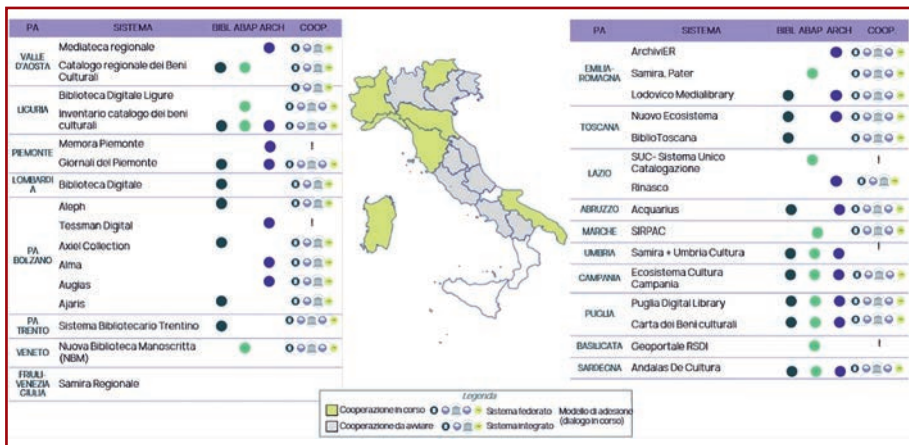 PA SISTEMA BIBL ABAP ARCH COOP.
VALLE D'AOSTA
Mediateca regionale
Catalogo regionale dei Beni
Culturali
LIGURIA
Biblioteca Digitale Ligure
Inventario catalogo dei beni
culturali
PIEMONTE
Memora Piemonte !
Giornali del Piemonte
LOMBARDI
A
Biblioteca Digitale
PA
BOLZANO
Aleph
Tessman Digital !
Axiel Collection
Alma
Augias
Ajaris
PA
TRENTO
Sistema Bibliotecario Trentino
VENETO
Nuova Biblioteca Manoscritta
(NBM)
FRIULI-
VENEZIA
GIULIA
Samira Regionale
PA SISTEMA BIBL ABAP ARCH COOP.
EMILIA-
ROMAGNA
ArchiviER
Samira, Pater
Lodovico Medialibrary
TOSCANA
Nuovo Ecosistema
BiblioToscana
LAZIO
SUC- Sistema Unico !
Catalogazione
Rinasco
ABRUZZO Acquarius
MARCHE SIRPAC
UMBRIA Samira + Umbria Cultura !
CAMPANIA
Ecosistema Cultura
Campania
PUGLIA
Puglia Digital Library
Carta dei Beni culturali
BASILICATA Geoportale RSDI !
SARDEGNA Andalas De Cultura
Legenda
Cooperazione in corso Sistema federato Modello di adesione
Cooperazione da avviare Sistema integrato (dialogo in corso)